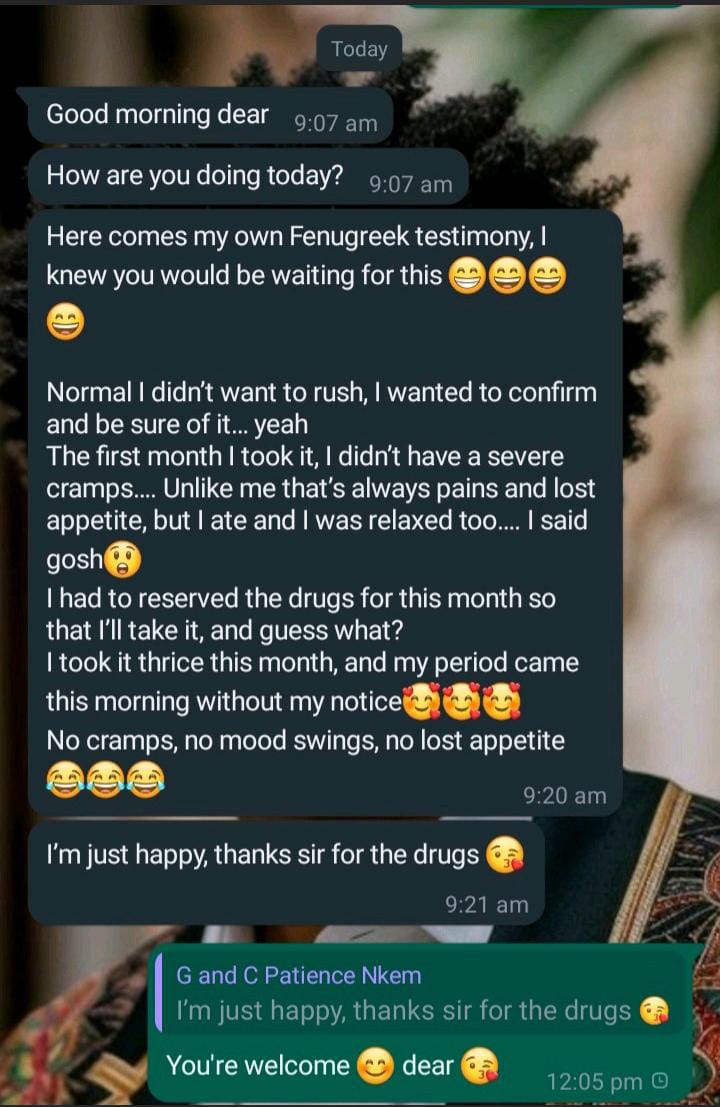 Today
Good morning dear 9:07 am
How are you doing today? 9:07 am
Here comes my own Fenugreek testimony, I
knew you would be waiting for this 😁😄😄
😄
Normal I didn't want to rush, I wanted to confirm
and be sure of it... yeah
The first month I took it, I didn't have a severe
cramps.... Unlike me that's always pains and lost
appetite, but I ate and I was relaxed too.... I said
gosh😲
I had to reserved the drugs for this month so
that I'll take it, and guess what?
I took it thrice this month, and my period came
this morning without my notice🥰🥰🥰
No cramps, no mood swings, no lost appetite
😂😂😂
9:20 am
I'm just happy, thanks sir for the drugs 😘
9:21 am
G and C Patience Nkem
I'm just happy, thanks sir for the drugs 😘
You're welcome 😊 dear 😘
12:05 pm